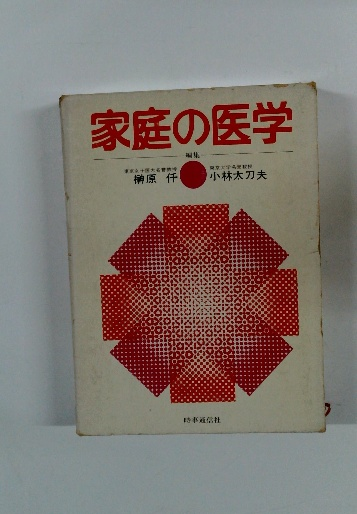 家庭の医学
編集
榊原 仟
小林太刀夫
時事通信社